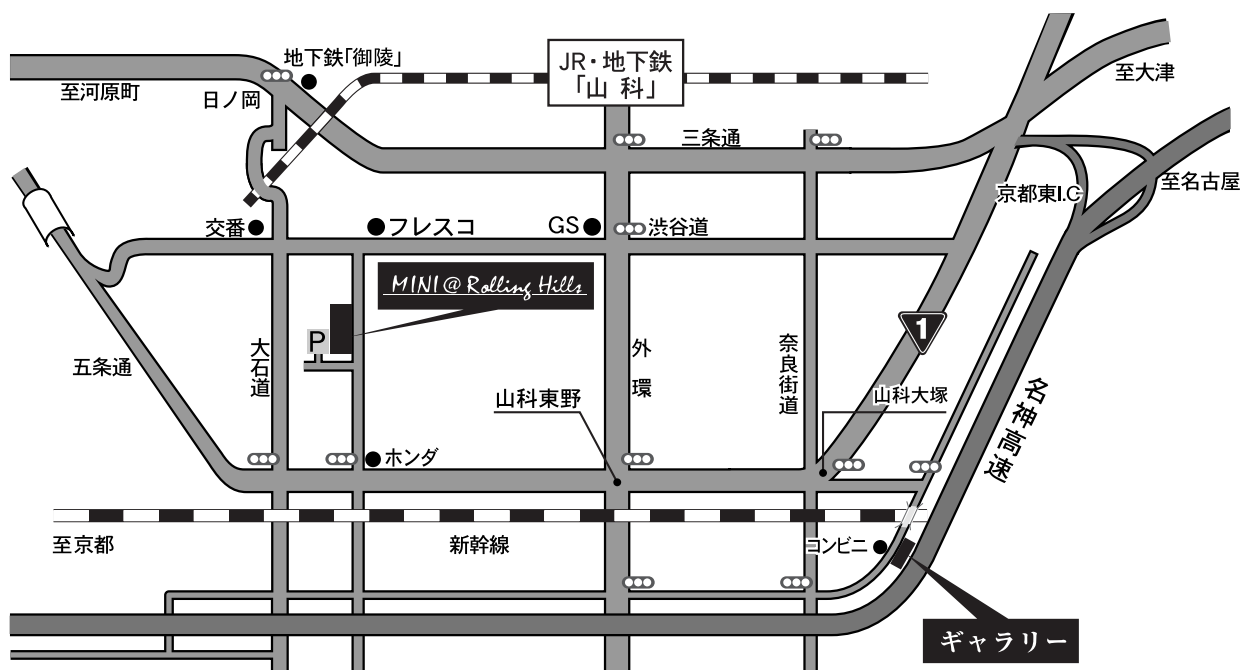 地下鉄「御陵」
JR・地下鉄
「山 科」
至大津
至河原町
日ノ岡
三条通
至名古屋
京都東I.C
交番
フレスコ
GS
渋谷道
MINI@Rolling Hills
P
1
五条通
大石道
外環
奈良街道
山科東野
山科大塚
名神高速
ホンダ
至京都
新幹線
コンビニ
ギャラリー